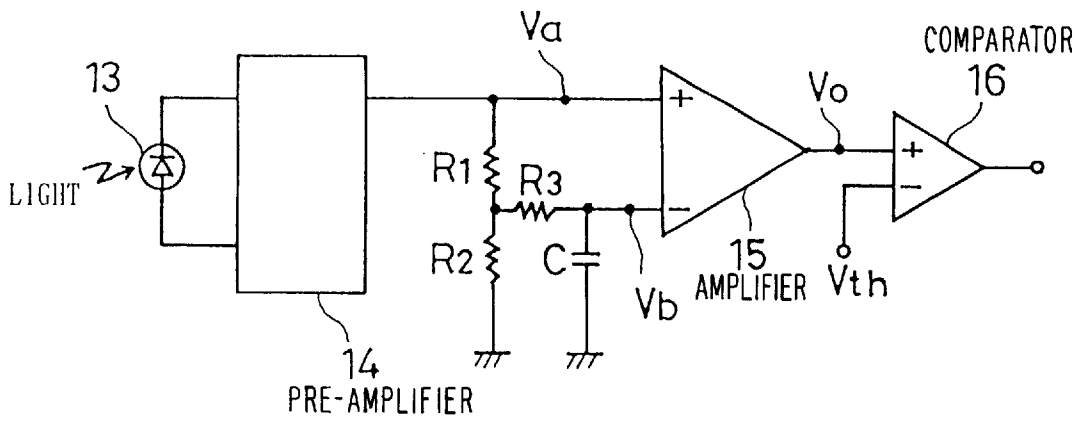 Va
COMPARATOR
16
13
Vo
+
+
R1
R3
LIGHT
−
−
R2
C
15
AMPLIFIER
Vth
Vb
14
PRE-AMPLIFIER